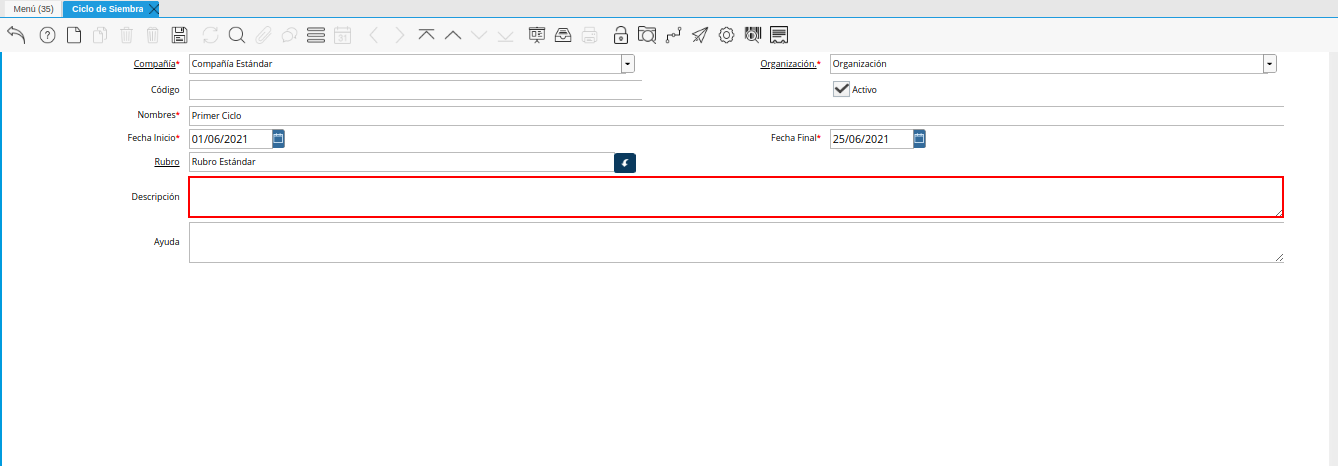 Menú (35) Ciclo de Siembra
31
Compañía* Compañía Estándar Organización.* Organización
Código Activo
Nombres* Primer Ciclo
Fecha Inicio* 01/06/2021 Fecha Final* 25/06/2021
Rubro Rubro Estándar
Descripción
Ayuda